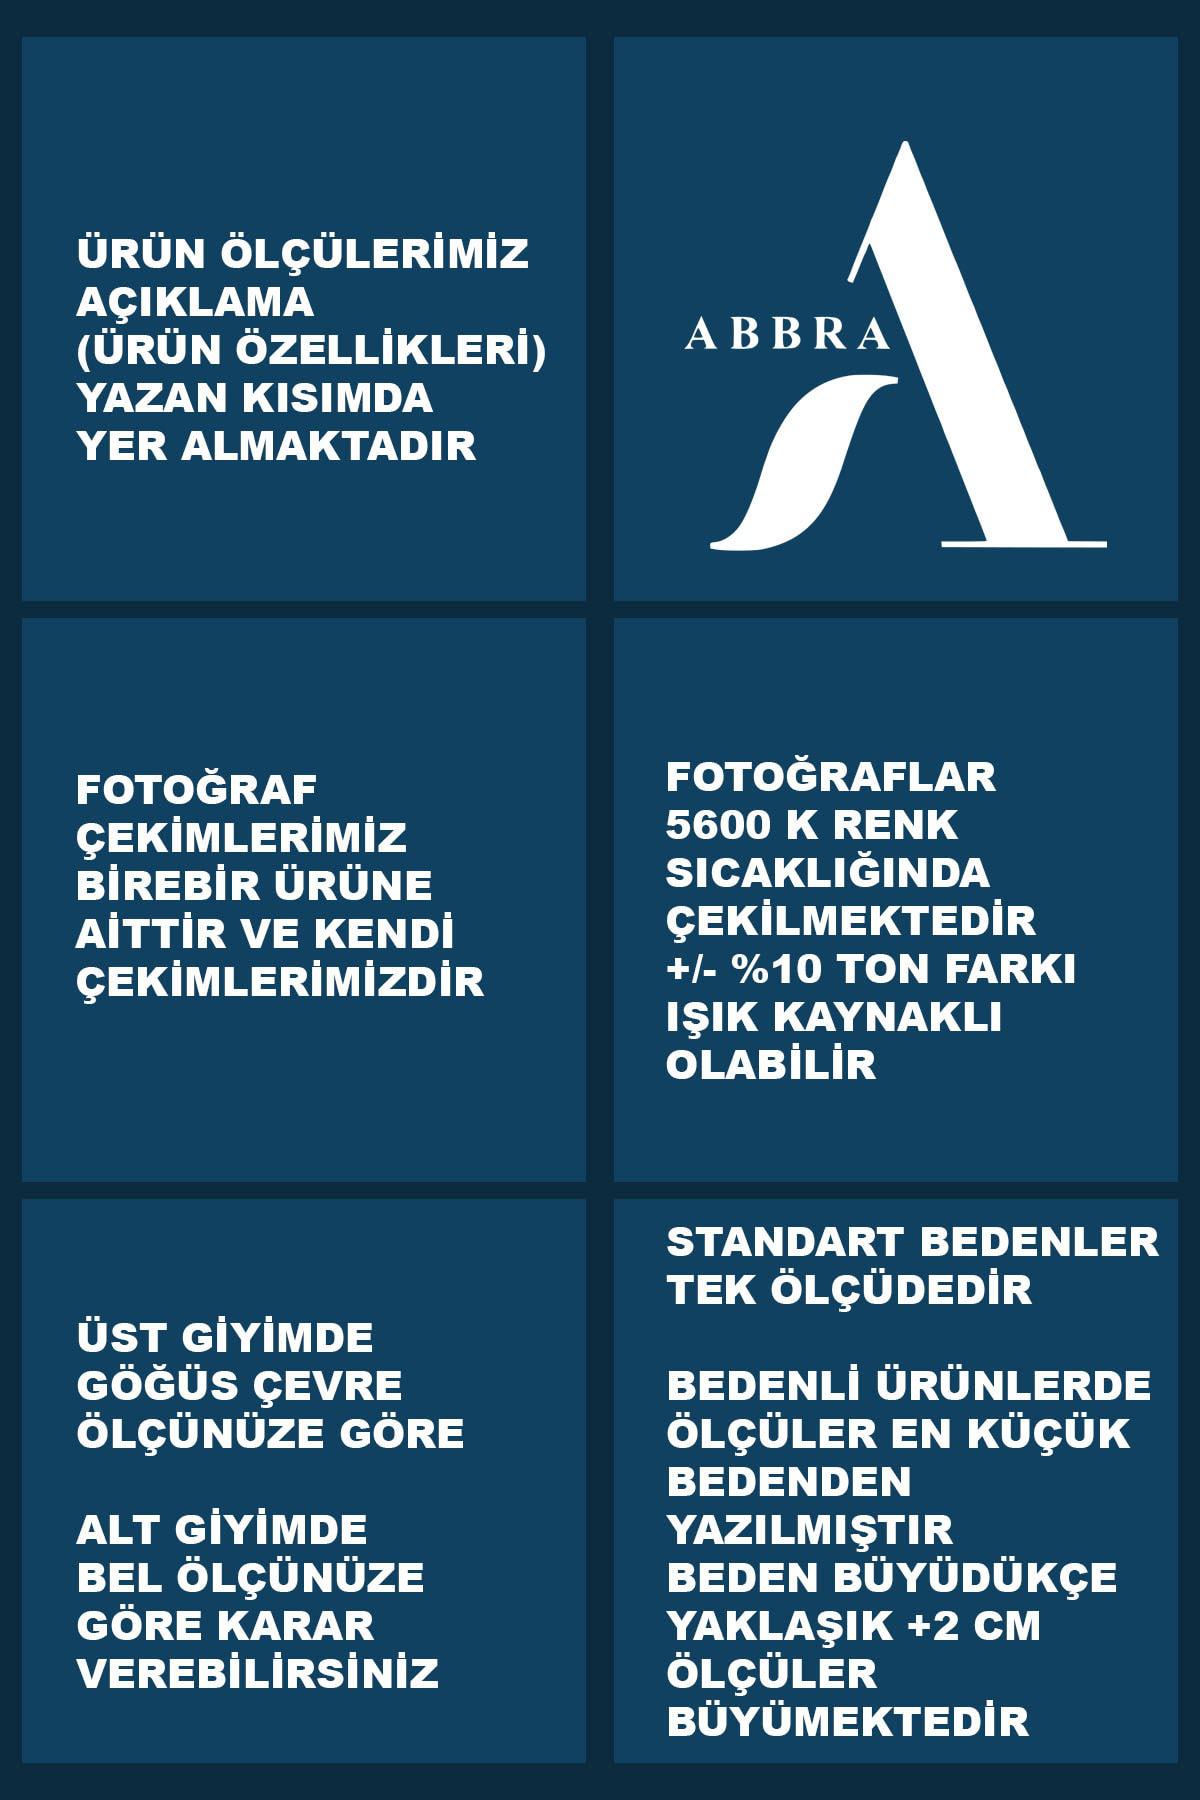 ÜRÜN ÖLÇÜLERİMİZ
AÇIKLAMA
(ÜRÜN ÖZELLİKLERİ)
YAZAN KISIMDA
YER ALMAKTADIR
ABBRA
FOTOĞRAF
ÇEKİMLERİMİZ
BİREBİR ÜRÜNE
AİTTİR VE KENDİ
ÇEKİMLERİMİZDİR
FOTOĞRAFLAR
5600 K RENK
SICAKLIĞINDA
ÇEKİLMEKTEDİR
+/- %10 TON FARKI
IŞIK KAYNAKLI
OLABİLİR
ÜST GİYİMDE
GÖĞÜS ÇEVRE
ÖLÇÜNÜZE GÖRE
ALT GİYİMDE
BEL ÖLÇÜNÜZE
GÖRE KARAR
VEREBİLİRSİNİZ
STANDART BEDENLER
TEK ÖLÇÜDEDİR
BEDENLİ ÜRÜNLERDE
ÖLÇÜLER EN KÜÇÜK
BEDENDEN
YAZILMIŞTIR
BEDEN BÜYÜDÜKÇE
YAKLAŞIK +2 CM
ÖLÇÜLER
BÜYÜMEKTEDİR